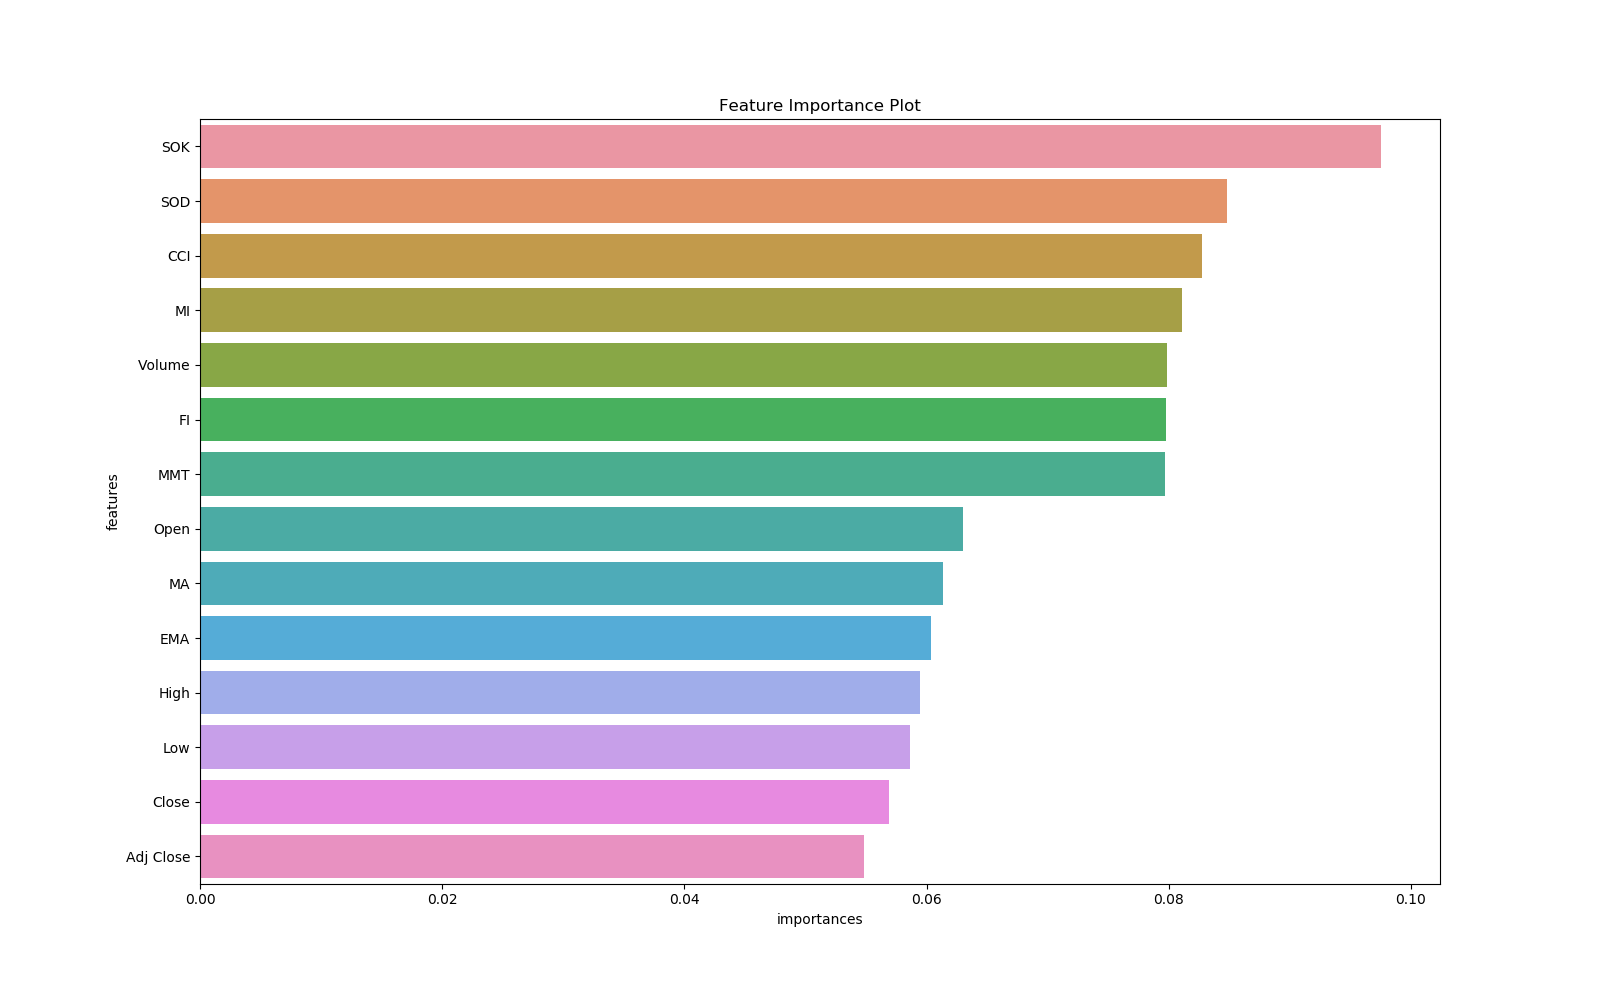 Feature Importance Plot
SOK
SOD
CCI
MI
Volume
FI
MMT
Open
MA
EMA
High
Low
Close
Adj Close
features
0.00 0.02 0.04 0.06 0.08 0.10
importances